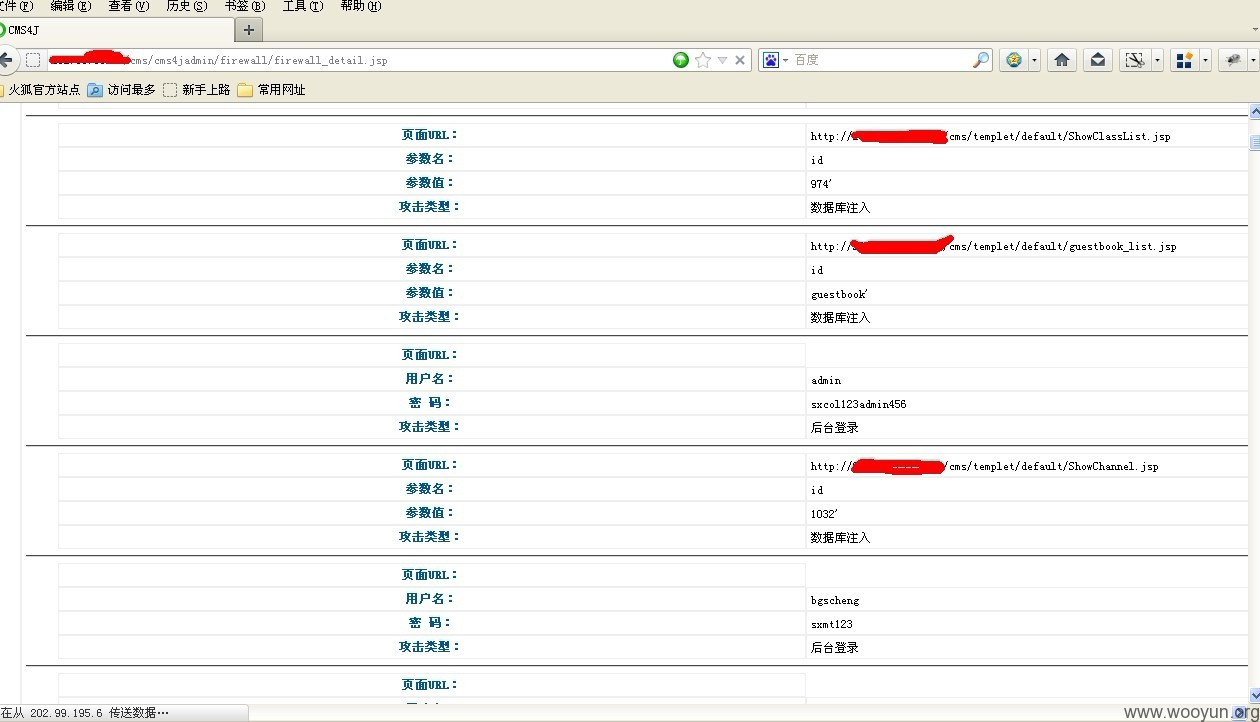 文件(F) 编辑(E) 查看(V) 历史(S) 书签(B) 工具(T) 帮助(H)
CMS4J
/cms/cms4jadmin/firewall/firewall_detail.jsp
百度
火狐官方站点 访问最多 新手上路 常用网址
页面URL： http:// /cms/templet/default/ShowClassList.jsp
参数名： id
参数值： 974'
攻击类型： 数据库注入
页面URL： http:// /cms/templet/default/guestbook_list.jsp
参数名： id
参数值： guestbook'
攻击类型： 数据库注入
页面URL：
用户名： admin
密 码： sxcol123admin456
攻击类型： 后台登录
页面URL： http:// /cms/templet/default/ShowChannel.jsp
参数名： id
参数值： 1032'
攻击类型： 数据库注入
页面URL：
用户名： bgscheng
密 码： sxmt123
攻击类型： 后台登录
页面URL：
正在从 202.99.195.6 传送数据…
www.wooyun.org